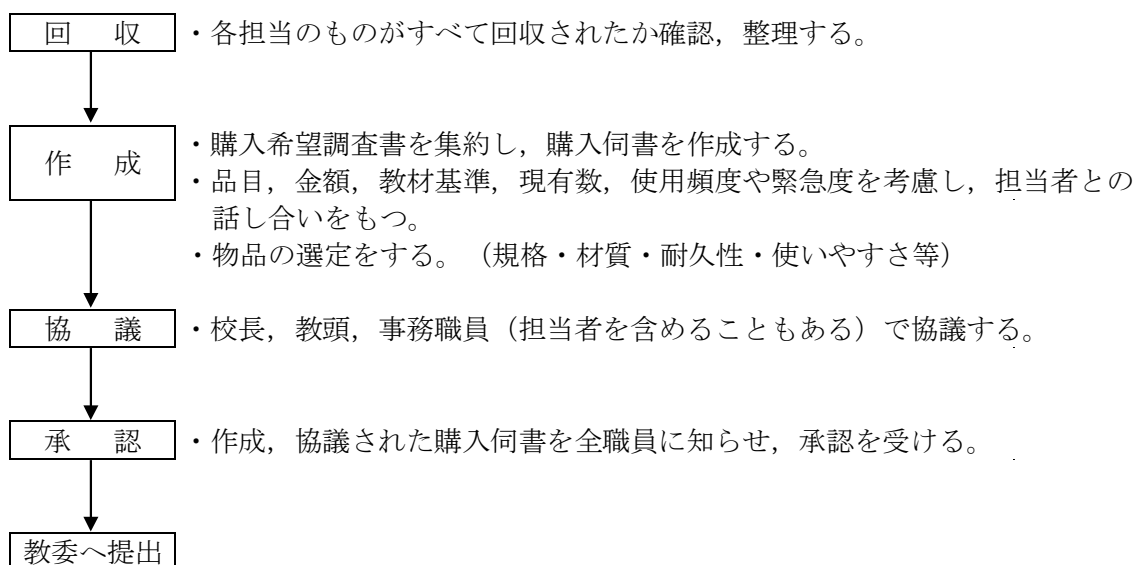 回　収 ・各担当のものがすべて回収されたか確認，整理する。
作　成 ・購入希望調査書を集約し，購入伺書を作成する。
・品目，金額，教材基準，現有数，使用頻度や緊急度を考慮し，担当者との
話し合いをもつ。
・物品の選定をする。（規格・材質・耐久性・使いやすさ等）
協　議 ・校長，教頭，事務職員（担当者を含めることもある）で協議する。
承　認 ・作成，協議された購入伺書を全職員に知らせ，承認を受ける。
教委へ提出